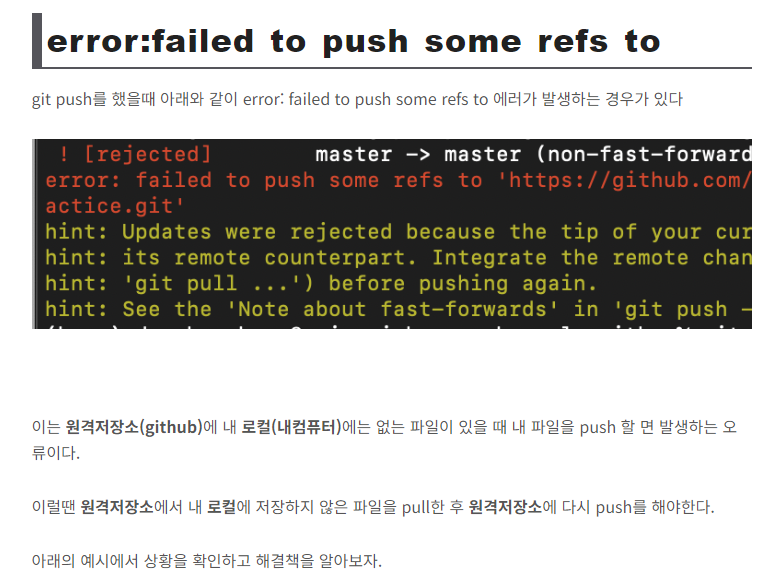 error:failed to push some refs to
git push를 했을때 아래와 같이 error: failed to push some refs to 에러가 발생하는 경우가 있다
! [rejected] master -> master (non-fast-forward
error: failed to push some refs to 'https://github.com/
actice.git'
hint: Updates were rejected because the tip of your cur
hint: its remote counterpart. Integrate the remote chan
hint: 'git pull ...') before pushing again.
hint: See the 'Note about fast-forwards' in 'git push -
이는 원격저장소(github)에 내 로컬(내컴퓨터)에는 없는 파일이 있을 때 내 파일을 push 할 면 발생하는 오
류이다.
이럴땐 원격저장소에서 내 로컬에 저장하지 않은 파일을 pull한 후 원격저장소에 다시 push를 해야한다.
아래의 예시에서 상황을 확인하고 해결책을 알아보자.